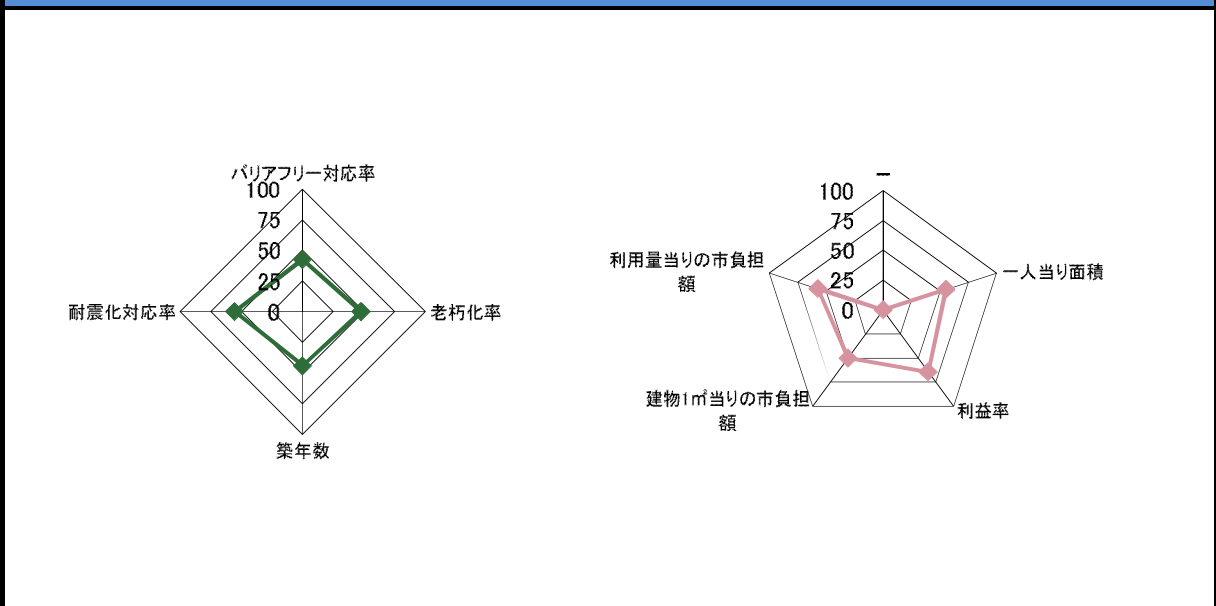 バリアフリー対応率
100
75
50
25
0
耐震化対応率
老朽化率
築年数
ー
100
75
50
25
0
利用量当りの市負担
額
一人当り面積
建物1㎡当りの市負担
額
利益率